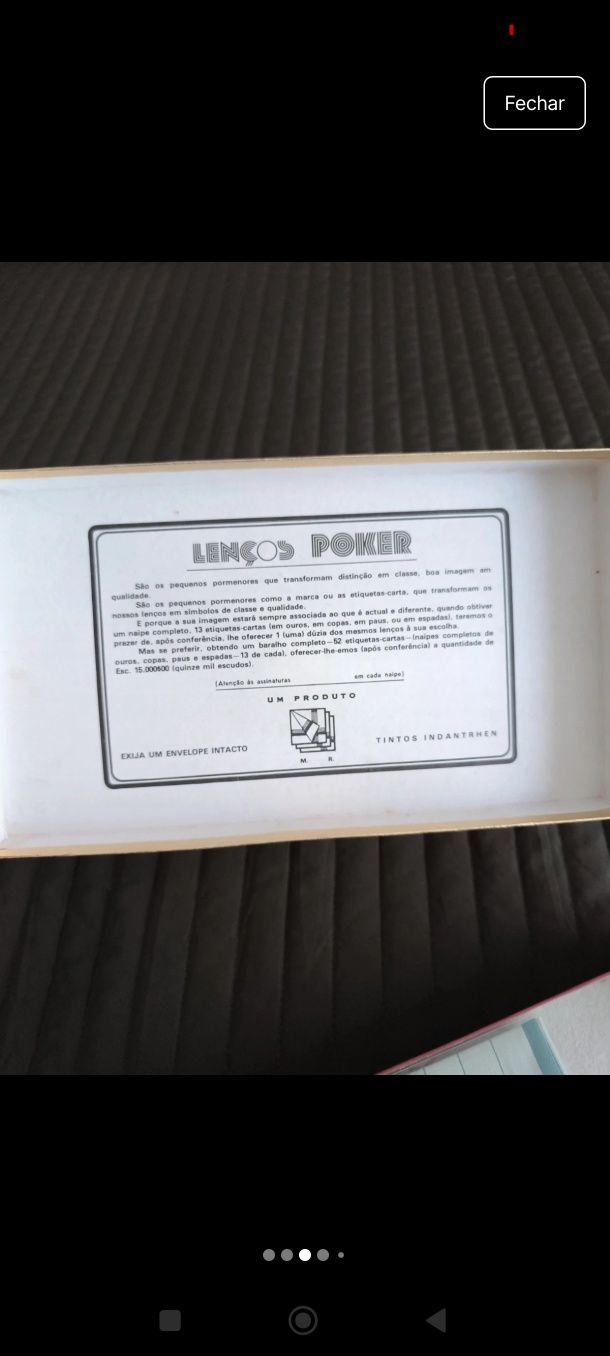 Fechar
LENÇOS POKER
São os pequenos pormenores que transformam distinção em classe, boa imagem em
qualidade.
São os pequenos pormenores como a marca ou as etiquetas-carta, que transformam os
nossos lenços em símbolos de classe e qualidade.
E porque a sua imagem estará sempre associada ao que é actual e diferente, quando obtiver
um naipe completo, 13 etiquetas-cartas (em ouros, em copas, em paus, ou em espadas), teremos o
prezer de, após conferência, lhe oferecer 1 (uma) dúzia dos mesmos lenços à sua escolha.
Mas se preferir, obtendo um baralho completo—52 etiquetas-cartas—(naipes completos de
ouros, copas, paus e espadas—13 de cada), oferecer-lhe-emos (após conferência) a quantidade de
Esc. 15.000$00 (quinze mil escudos).
(Atenção às assinaturas em cada naipe)
UM PRODUTO
EXIJA UM ENVELOPE INTACTO
TINTOS INDANTRHEN
M. R.